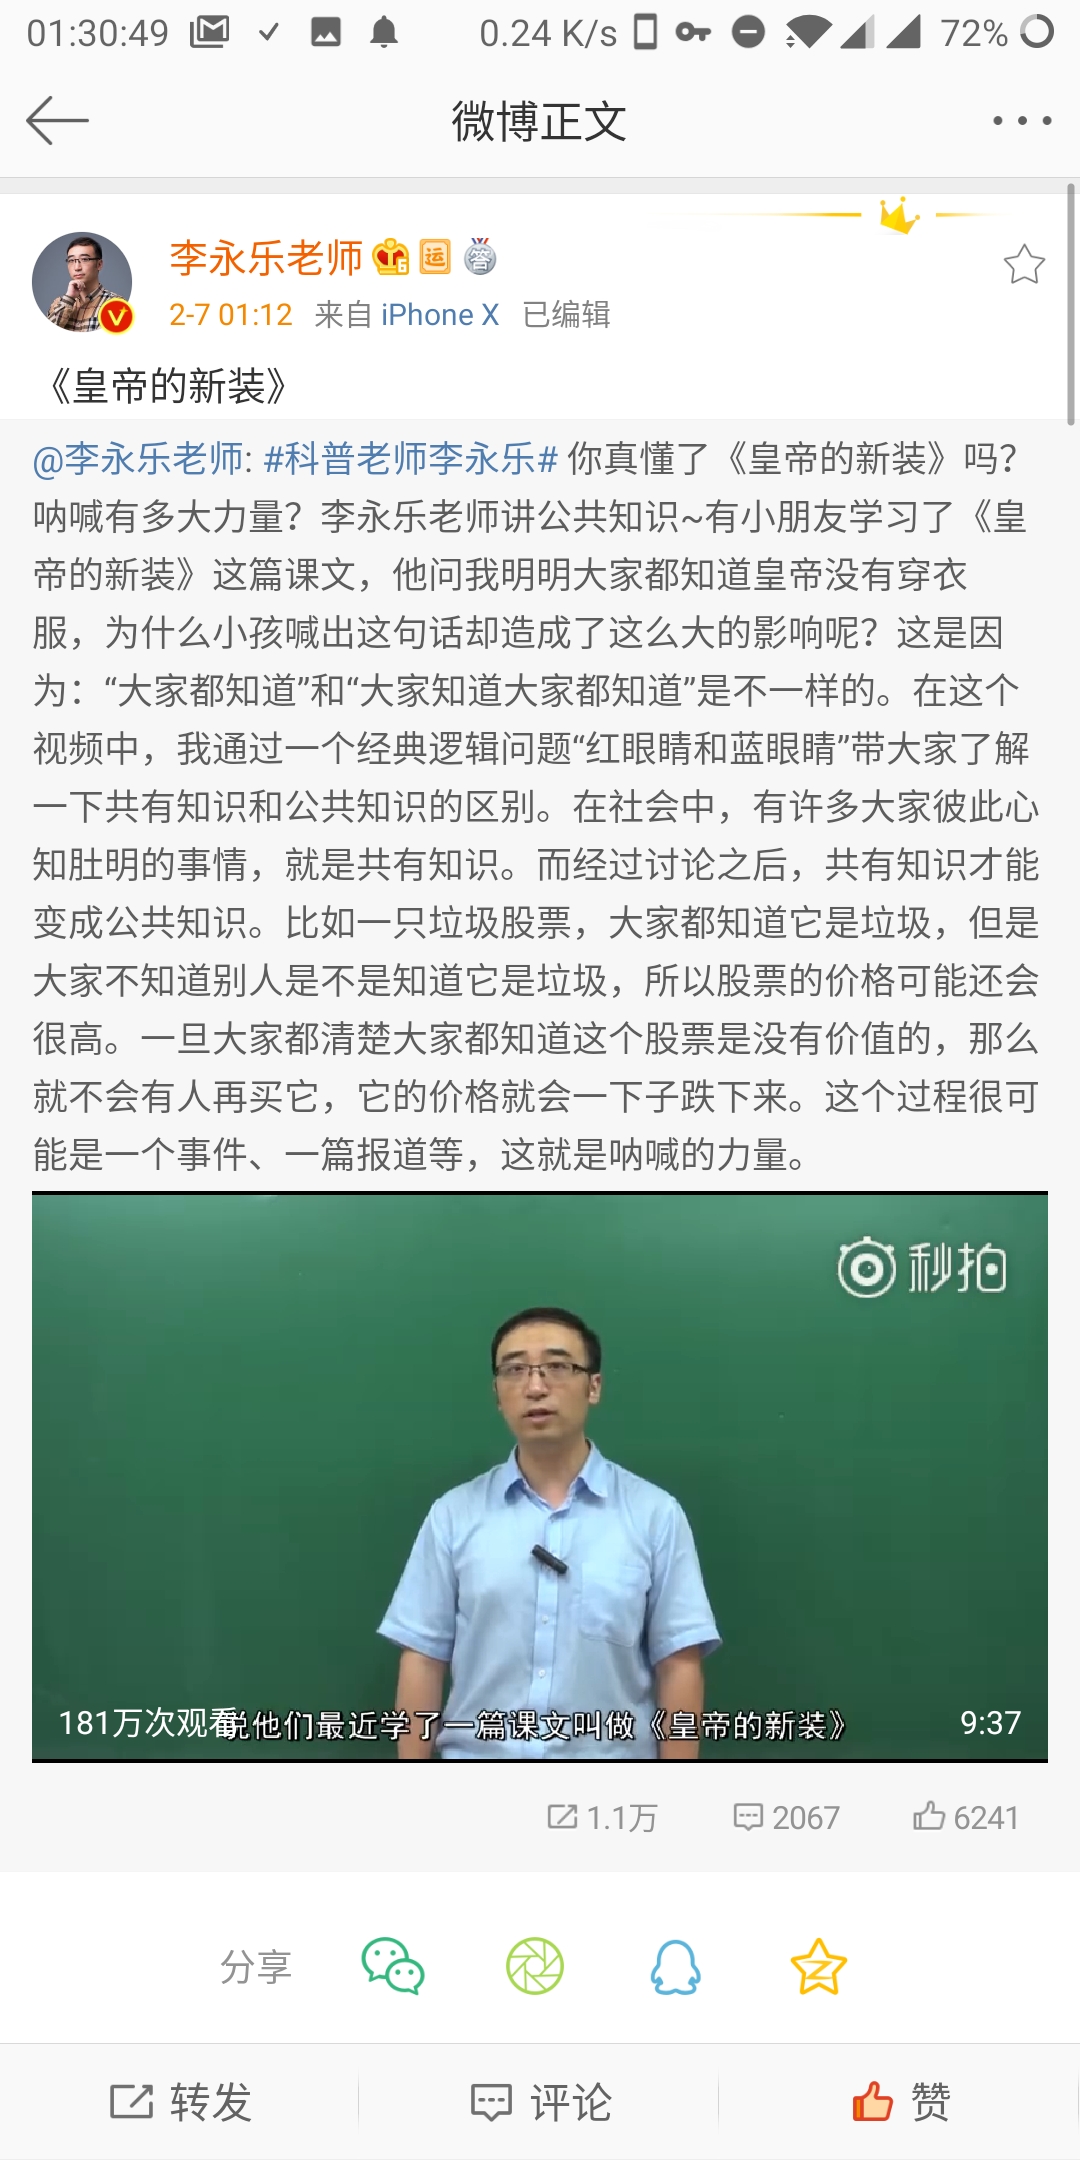 01:30:49 0.24 K/s 72%
微博正文
李永乐老师 运 答
2-7 01:12 来自 iPhone X 已编辑
《皇帝的新装》
@李永乐老师: #科普老师李永乐# 你真懂了《皇帝的新装》吗？
呐喊有多大力量？李永乐老师讲公共知识~有小朋友学习了《皇
帝的新装》这篇课文，他问我明明大家都知道皇帝没有穿衣
服，为什么小孩喊出这句话却造成了这么大的影响呢？这是因
为：“大家都知道”和“大家知道大家都知道”是不一样的。在这个
视频中，我通过一个经典逻辑问题“红眼睛和蓝眼睛”带大家了解
一下共有知识和公共知识的区别。在社会中，有许多大家彼此心
知肚明的事情，就是共有知识。而经过讨论之后，共有知识才能
变成公共知识。比如一只垃圾股票，大家都知道它是垃圾，但是
大家不知道别人是不是知道它是垃圾，所以股票的价格可能还会
很高。一旦大家都清楚大家都知道这个股票是没有价值的，那么
就不会有人再买它，它的价格就会一下子跌下来。这个过程很可
能是一个事件、一篇报道等，这就是呐喊的力量。
秒拍
181万次观看 说他们最近学了一篇课文叫做《皇帝的新装》 9:37
1.1万 2067 6241
分享
转发 评论 赞